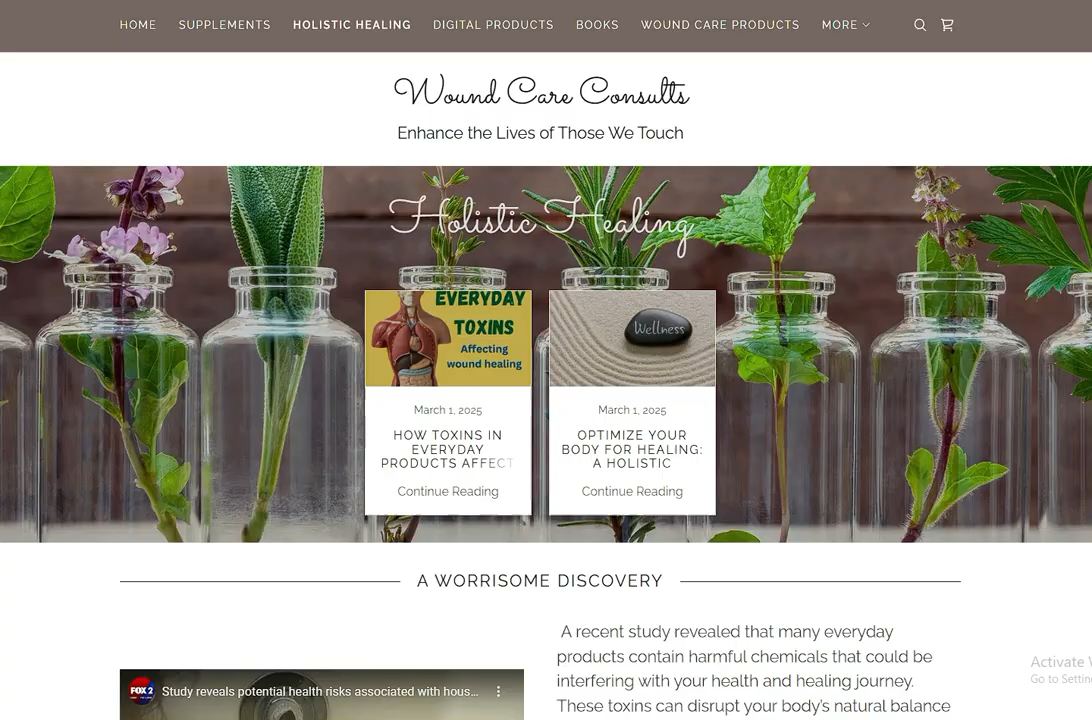 HOME SUPPLEMENTS HOLISTIC HEALING DIGITAL PRODUCTS BOOKS WOUND CARE PRODUCTS MORE
Wound Care Consults
Enhance the Lives of Those We Touch
Holistic Healing
EVERYDAY
TOXINS
Affecting
wound healing
March 1, 2025
HOW TOXINS IN
EVERYDAY
PRODUCTS AFFECT
Continue Reading
Wellness
March 1, 2025
OPTIMIZE YOUR
BODY FOR HEALING:
A HOLISTIC
Continue Reading
A WORRISOME DISCOVERY
FOX 2
Study reveals potential health risks associated with hous...
A recent study revealed that many everyday
products contain harmful chemicals that could be
interfering with your health and healing journey.
These toxins can disrupt your body's natural balance
Activate
Go to Settin